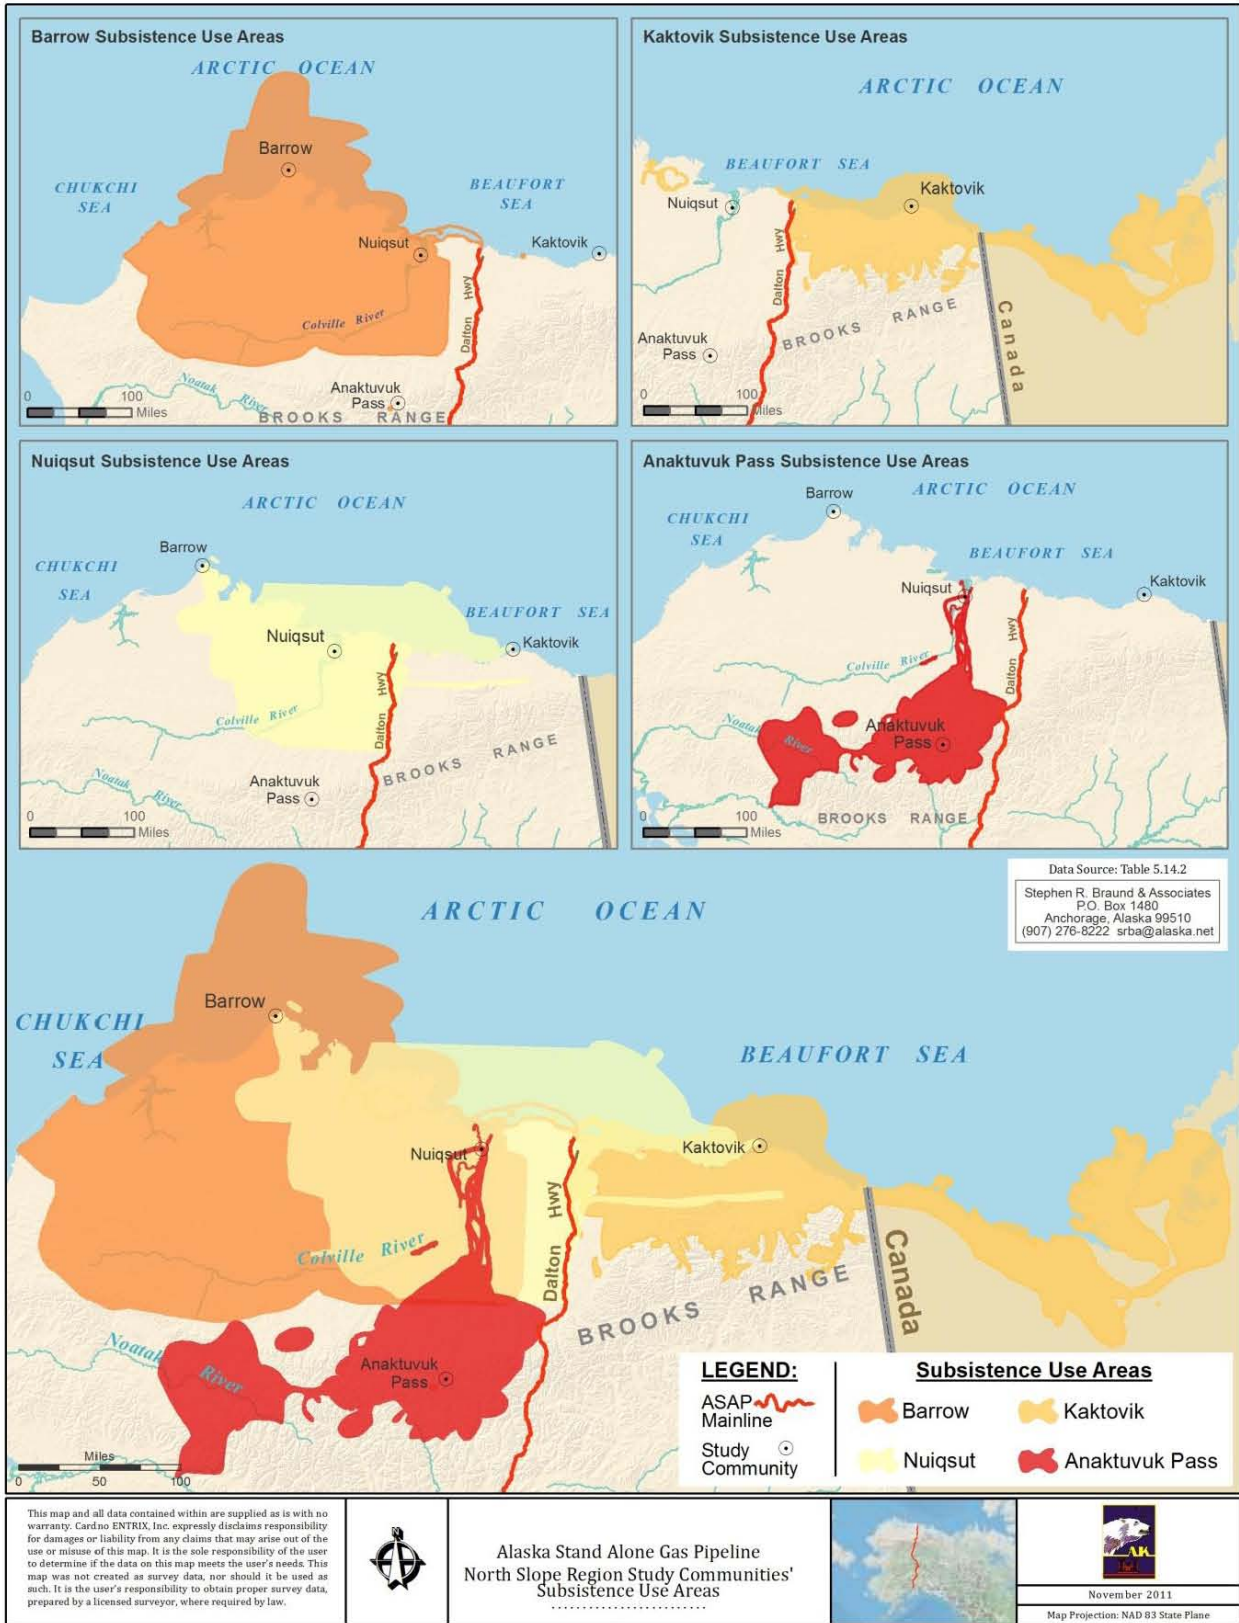 Barrow Subsistence Use Areas
ARCTIC OCEAN
Barrow
CHUKCHI
SEA
BEAUFORT
SEA
Nuiqsut
Kaktovik
Dalton Hwy
Colville River
Noatak
River
Anaktuvuk
Pass
BROOKS RANGE
0 100
Miles
Kaktovik Subsistence Use Areas
ARCTIC OCEAN
BEAUFORT SEA
Kaktovik
Nuiqsut
Dalton Hwy
BROOKS RANGE
Canada
Anaktuvuk
Pass
0 100
Miles
Nuiqsut Subsistence Use Areas
ARCTIC OCEAN
Barrow
CHUKCHI
SEA
BEAUFORT SEA
Nuiqsut
Kaktovik
Dalton Hwy
Colville River
BROOKS RANGE
Noatak
River
Anaktuvuk
Pass
0 100
Miles
Anaktuvuk Pass Subsistence Use Areas
Barrow
ARCTIC OCEAN
CHUKCHI
SEA
BEAUFORT SEA
Nuiqsut
Kaktovik
Dalton Hwy
Colville River
Noatak
River
Anaktuvuk
Pass
BROOKS RANGE
0 100
Miles
Data Source: Table 5.14.2
Stephen R. Braund & Associates
P.O. Box 1480
Anchorage, Alaska 99510
(907) 276-8222 srba@alaska.net
ARCTIC OCEAN
Barrow
CHUKCHI
SEA
BEAUFORT SEA
Nuiqsut
Kaktovik
Dalton Hwy
Colville River
Canada
BROOKS RANGE
Noatak
River
Anaktuvuk
Pass
Miles
0 50 100
LEGEND:
ASAP
Mainline
Study
Community
Subsistence Use Areas
Barrow
Kaktovik
Nuiqsut
Anaktuvuk Pass
This map and all data contained within are supplied as is with no
warranty. Cardno ENTRIX, Inc. expressly disclaims responsibility
for damages or liability from any claims that may arise out of the
use or misuse of this map. It is the sole responsibility of the user
to determine if the data on this map meets the user's needs. This
map was not created as survey data, nor should it be used as
such. It is the user's responsibility to obtain proper survey data,
prepared by a licensed surveyor, where required by law.
N
Alaska Stand Alone Gas Pipeline
North Slope Region Study Communities'
Subsistence Use Areas
AK
November 2011
Map Projection: NAD 83 State Plane